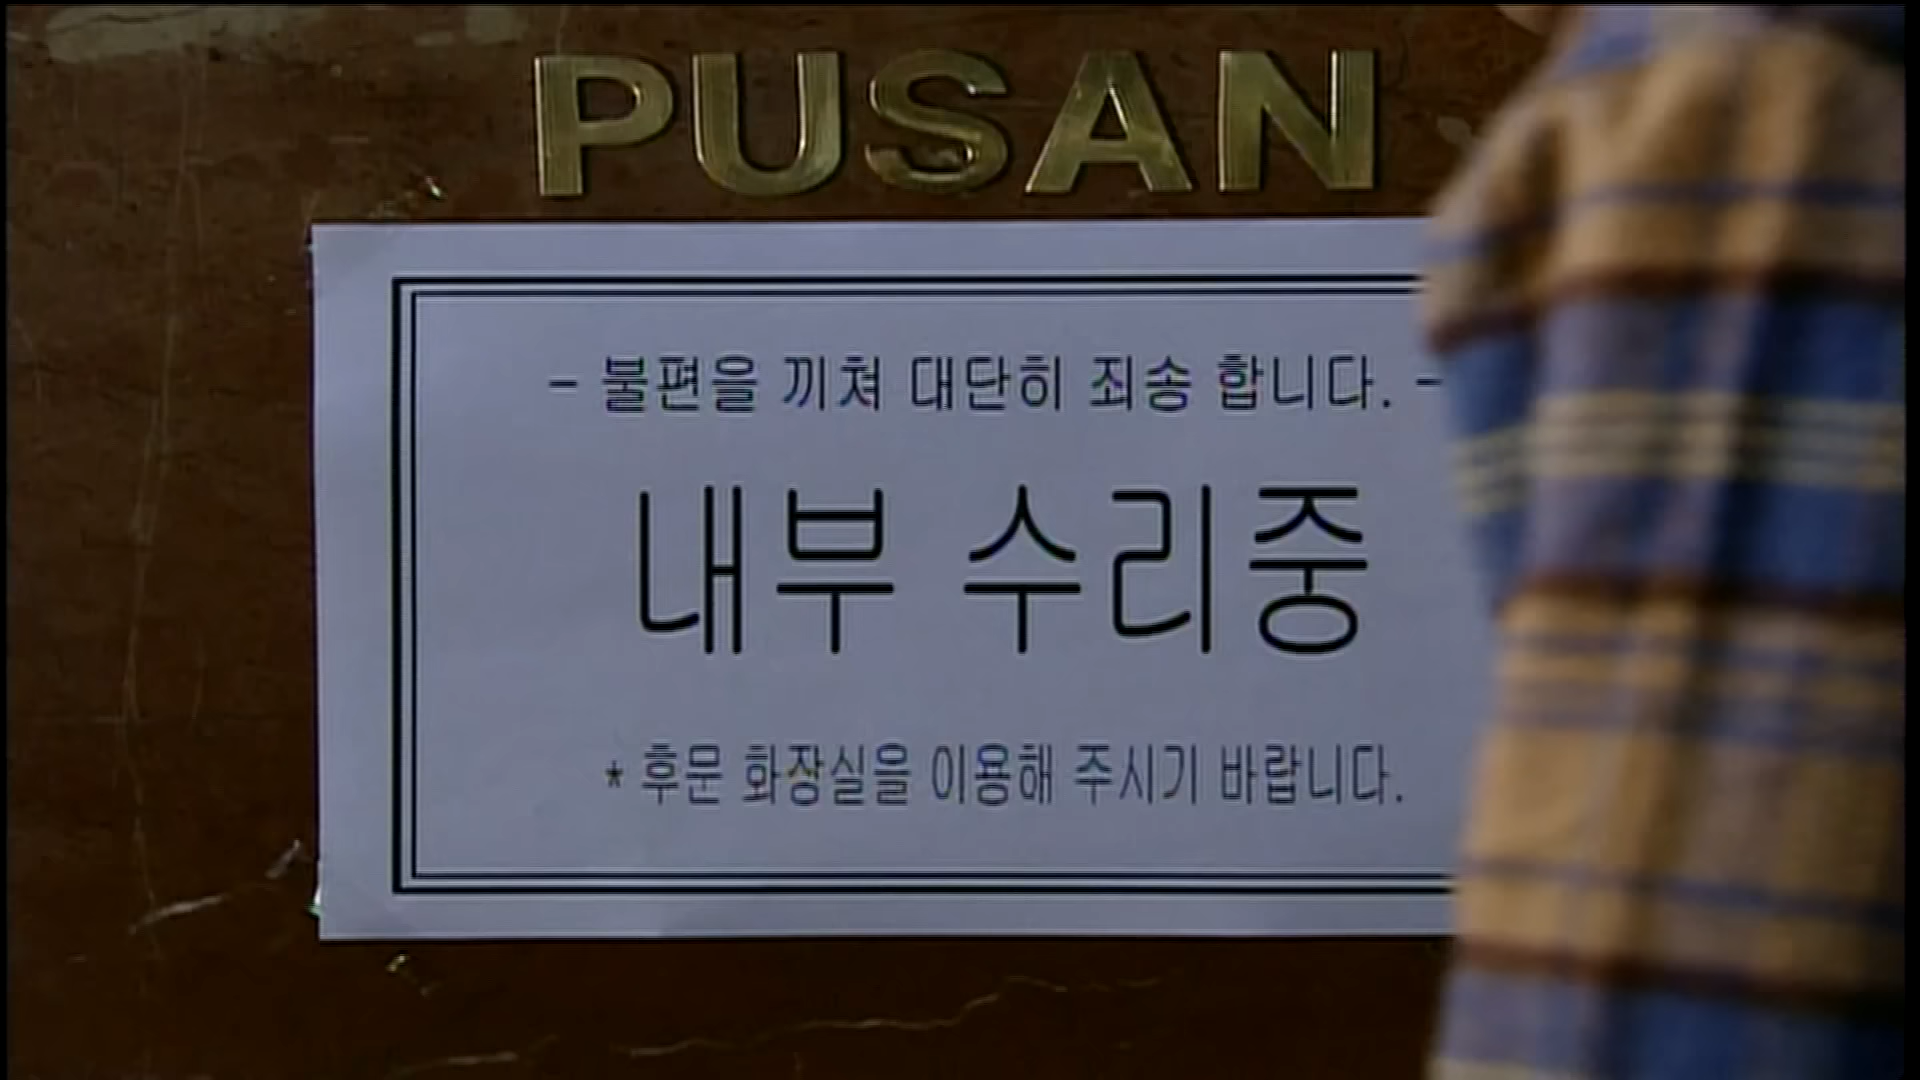 PUSAN
- 불편을 끼쳐 대단히 죄송 합니다. -
내부 수리중
* 후문 화장실을 이용해 주시기 바랍니다.